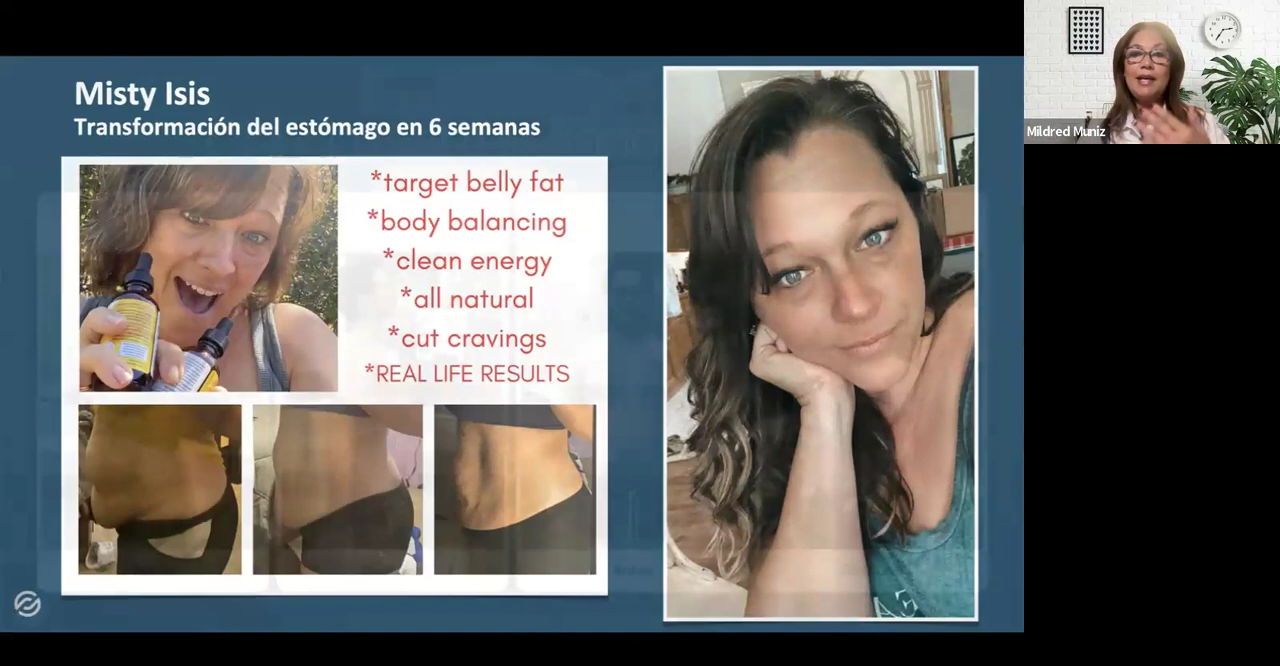 Misty Isis
Transformación del estómago en 6 semanas
*target belly fat
*body balancing
*clean energy
*all natural
*cut cravings
*REAL LIFE RESULTS
Mildred Muniz